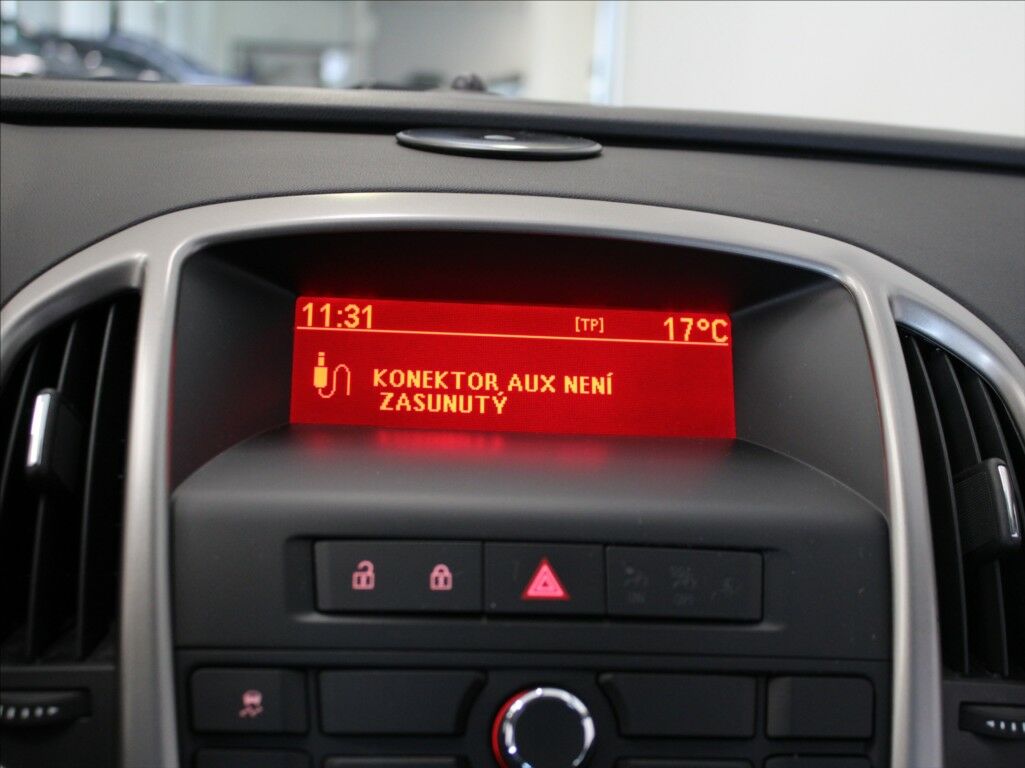 11:31 [TP] 17°C
KONEKTOR AUX NENÍ
ZASUNUTÝ